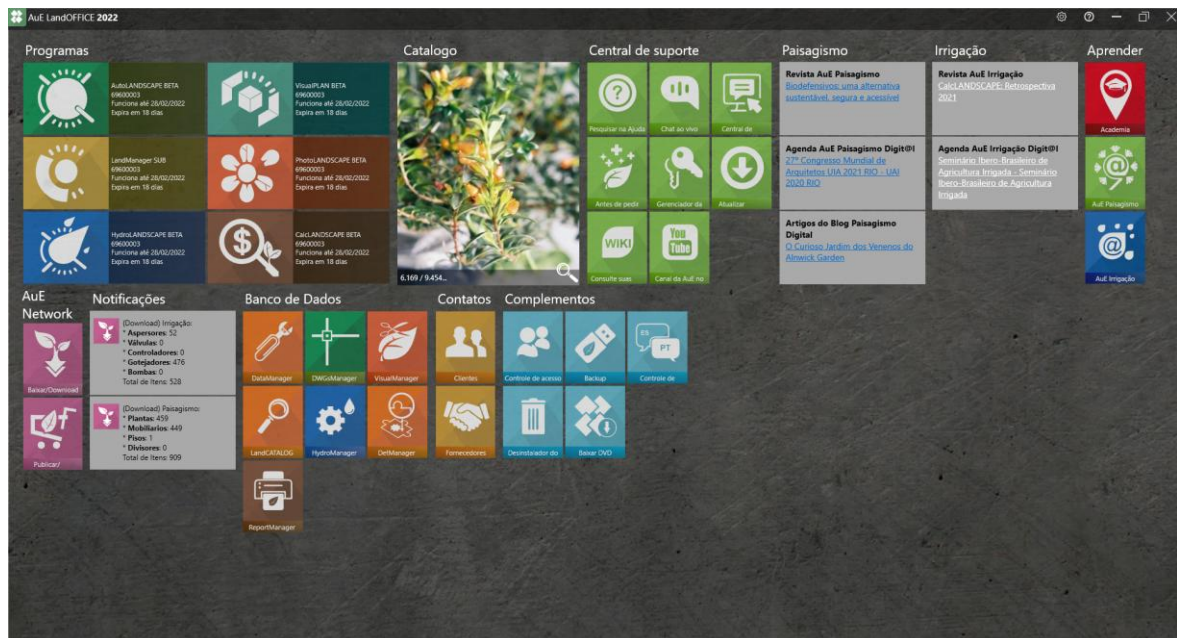 AuE LandOFFICE 2022
Programas
AutoLANDSCAPE BETA
69600003
Funciona até 28/02/2022
Expira em 18 dias
VisualPLAN BETA
69600003
Funciona até 28/02/2022
Expira em 18 dias
LandManager SUB
69600003
Funciona até 28/02/2022
Expira em 18 dias
PhotoLANDSCAPE BETA
69600003
Funciona até 28/02/2022
Expira em 18 dias
HydroLANDSCAPE BETA
69600003
Funciona até 28/02/2022
Expira em 18 dias
CalcLANDSCAPE BETA
69600003
Funciona até 28/02/2022
Expira em 18 dias
Catalogo
6.169 / 9.454...
Central de suporte
Pesquisar na Ajuda
Chat ao vivo
Central de
Antes de pedir
Gerenciador da
Atualizar
WIKI
Consulte suas
You
Tube
Canal da AuE no
Paisagismo
Revista AuE Paisagismo
Biodefensivos: uma alternativa
sustentável, segura e acessível
Agenda AuE Paisagismo Digit@l
27º Congresso Mundial de
Arquitetos UIA 2021 RIO - UAI
2020 RIO
Artigos do Blog Paisagismo
Digital
O Curioso Jardim dos Venenos do
Alnwick Garden
Irrigação
Revista AuE Irrigação
CalcLANDSCAPE: Retrospectiva
2021
Agenda AuE Irrigação Digit@l
Seminário Ibero-Brasileiro de
Agricultura Irrigada - Seminário
Ibero-Brasileiro de Agricultura
Irrigada
Aprender
Academia
AuE Paisagismo
AuE Irrigação
AuE
Network
Baixar/Download
Publicar/
Notificações
(Download) Irrigação:
* Aspersores: 52
* Válvulas: 0
* Controladores: 0
* Gotejadores: 476
* Bombas: 0
Total de Itens: 528
(Download) Paisagismo:
* Plantas: 459
* Mobiliarios: 449
* Pisos: 1
* Divisores: 0
Total de Itens: 909
Banco de Dados
DataManager
DWGsManager
VisualManager
LandCATALOG
HydroManager
DetManager
ReportManager
Contatos
Clientes
Fornecedores
Complementos
Controle de acesso
Backup
ES
PT
Controle de
Desinstalador do
Baixar DVD